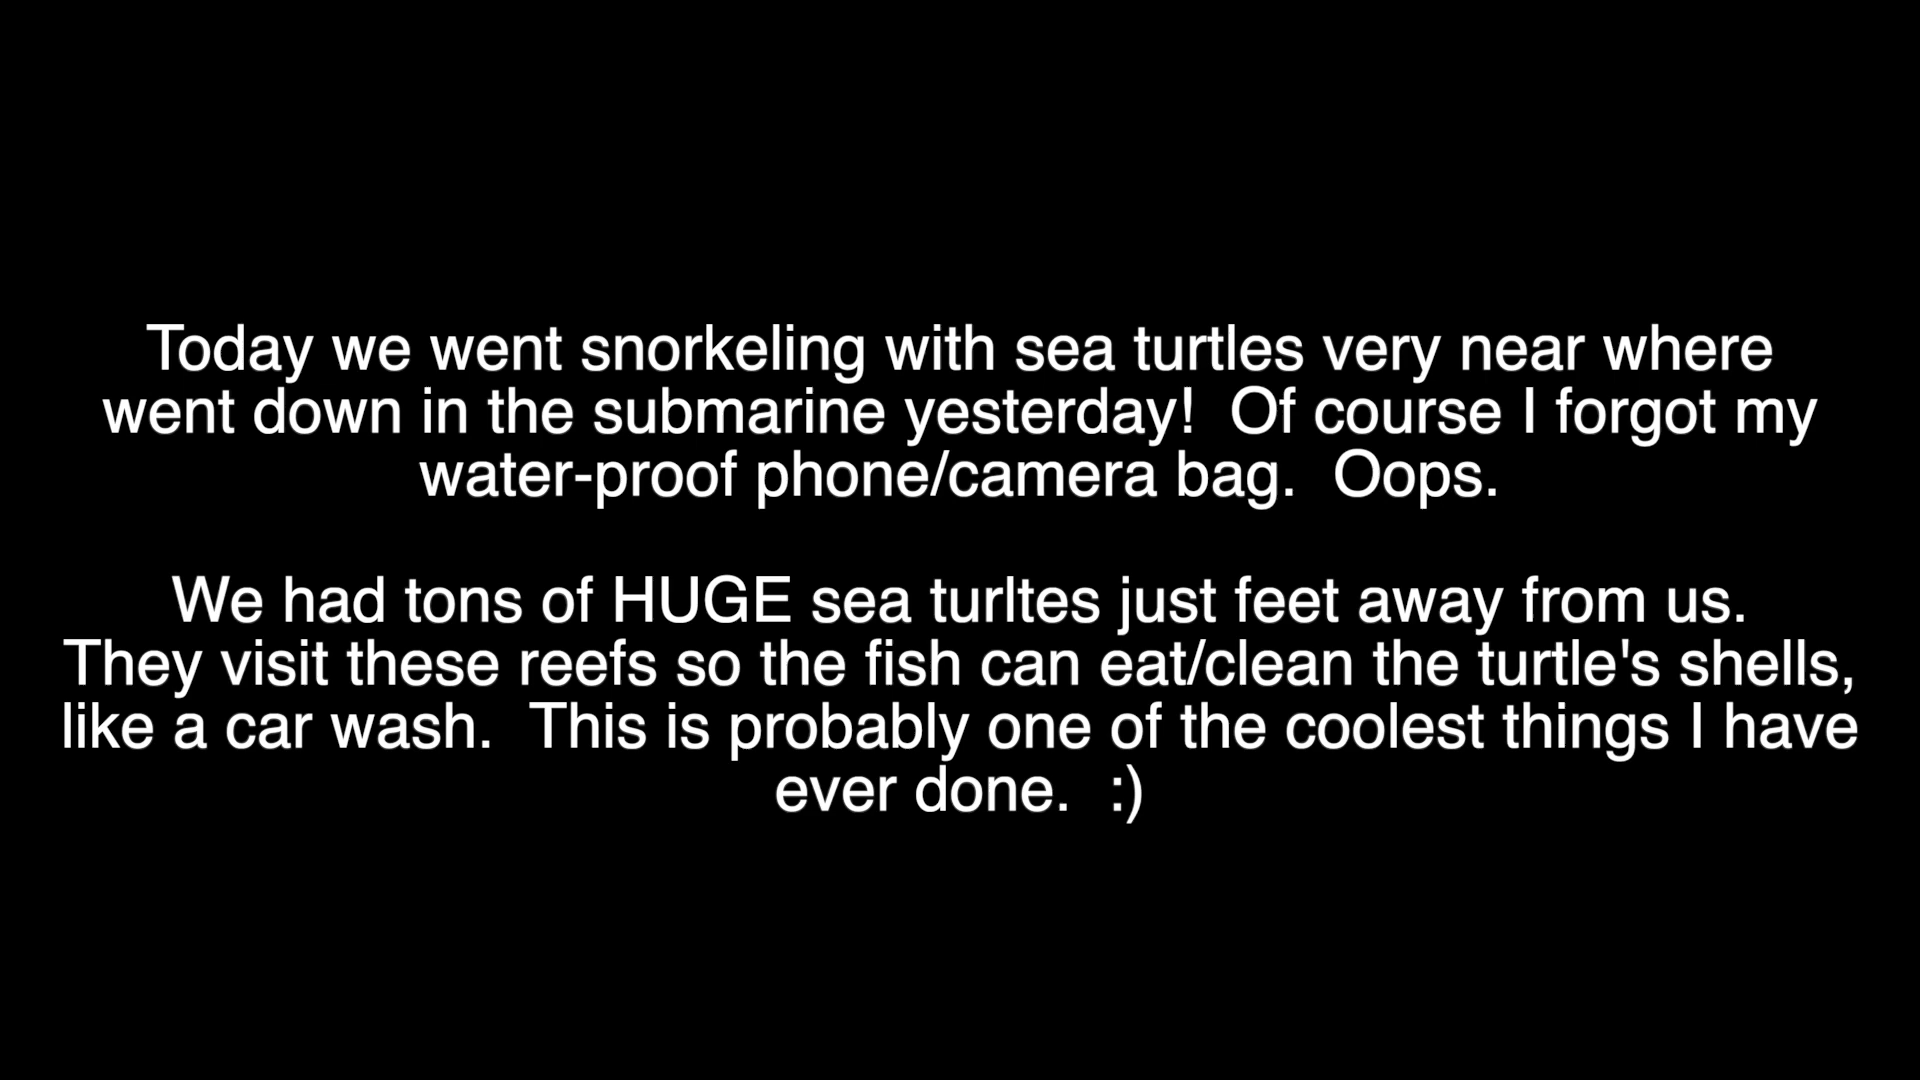 Today we went snorkeling with sea turtles very near where
went down in the submarine yesterday!  Of course I forgot my
water-proof phone/camera bag.  Oops.

We had tons of HUGE sea turltes just feet away from us.
They visit these reefs so the fish can eat/clean the turtle's shells,
like a car wash.  This is probably one of the coolest things I have
ever done.  :)